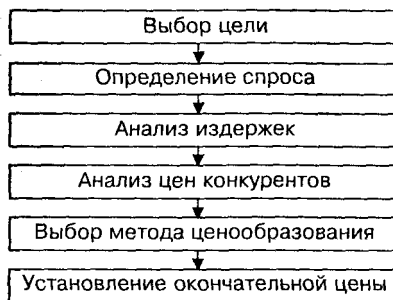 Выбор цели
Определение спроса
Анализ издержек
Анализ цен конкурентов
Выбор метода ценообразования
Установление окончательной цены